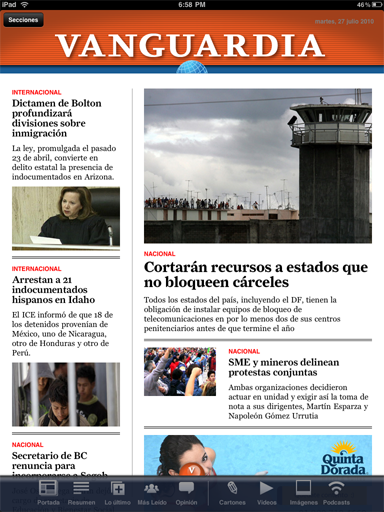 iPad
6:58 PM
46%
Secciones
martes, 27 julio 2010
VANGUARDIA
INTERNACIONAL
Dictamen de Bolton
profundizará
divisiones sobre
inmigración
La ley, promulgada el pasado
23 de abril, convierte en
delito estatal la presencia de
indocumentados en Arizona.
INTERNACIONAL
Arrestan a 21
indocumentados
hispanos en Idaho
El ICE informó de que 18 de
los detenidos provenían de
México, uno de Nicaragua,
otro de Honduras y otro de
Perú.
NACIONAL
Secretario de BC
renuncia para
NACIONAL
Cortarán recursos a estados que
no bloqueen cárceles
Todos los estados del país, incluyendo el DF, tienen la
obligación de instalar equipos de bloqueo de
telecomunicaciones en por lo menos dos de sus centros
penitenciarios antes de que termine el año
NACIONAL
SME y mineros delinean
protestas conjuntas
Ambas organizaciones decidieron
actuar en unidad y exigir así la toma de
nota a sus dirigentes, Martín Esparza y
Napoleón Gómez Urrutia
Quinta
Dorada
Portada
Resumen
Lo último
Más Leído
Opinión
Cartones
Videos
Imágenes
Podcasts